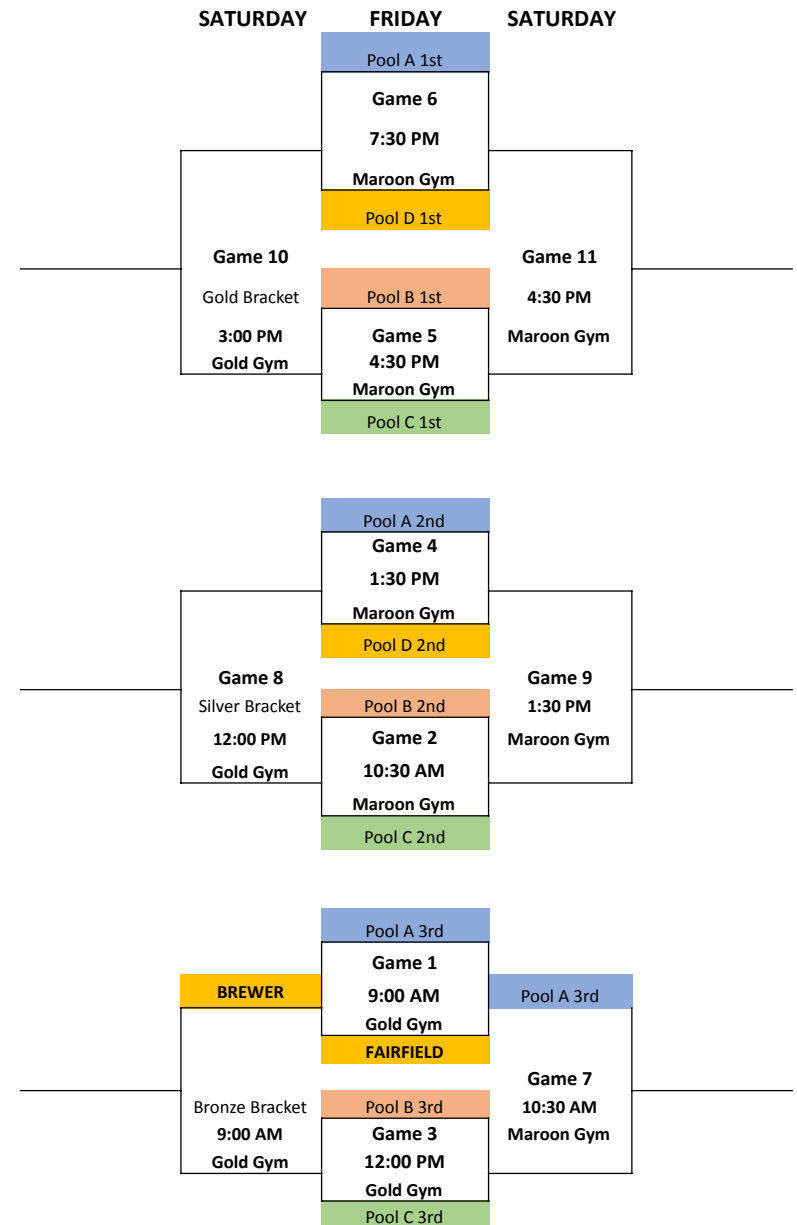 SATURDAY FRIDAY SATURDAY
Pool A 1st
Game 6
7:30 PM
Maroon Gym
Pool D 1st
Game 10 Game 11
Gold Bracket Pool B 1st 4:30 PM
3:00 PM Game 5 Maroon Gym
Gold Gym 4:30 PM
Maroon Gym
Pool C 1st
Pool A 2nd
Game 4
1:30 PM
Maroon Gym
Pool D 2nd
Game 8 Game 9
Silver Bracket Pool B 2nd 1:30 PM
12:00 PM Game 2 Maroon Gym
Gold Gym 10:30 AM
Maroon Gym
Pool C 2nd
Pool A 3rd
Game 1
BREWER 9:00 AM Pool A 3rd
Gold Gym
FAIRFIELD
Game 7
Bronze Bracket Pool B 3rd 10:30 AM
9:00 AM Game 3 Maroon Gym
Gold Gym 12:00 PM
Gold Gym
Pool C 3rd